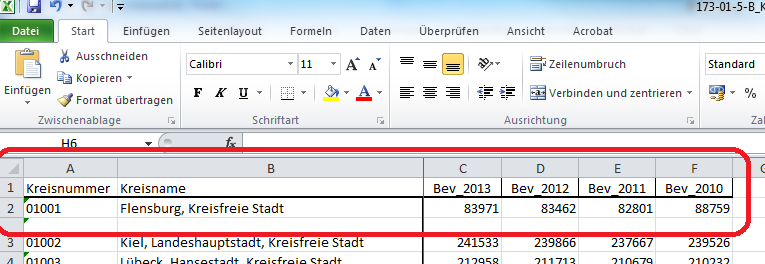 173-01-5-B_K
Datei Start Einfügen Seitenlayout Formeln Daten Überprüfen Ansicht Acrobat
Ausschneiden
Kopieren
Format übertragen
Einfügen
Calibri 11 A A
F K U A
Zeilenumbruch
Verbinden und zentrieren
Standard
%
Zwischenablage Schriftart Ausrichtung Zal
H6 fx
A B C D E F
1 Kreisnummer Kreisname Bev_2013 Bev_2012 Bev_2011 Bev_2010
2 01001 Flensburg, Kreisfreie Stadt 83971 83462 82801 88759
3 01002 Kiel, Landeshauptstadt, Kreisfreie Stadt 241533 239866 237667 239526
4 01003 Lübeck, Hansestadt, Kreisfreie Stadt 212958 211713 210679 210232